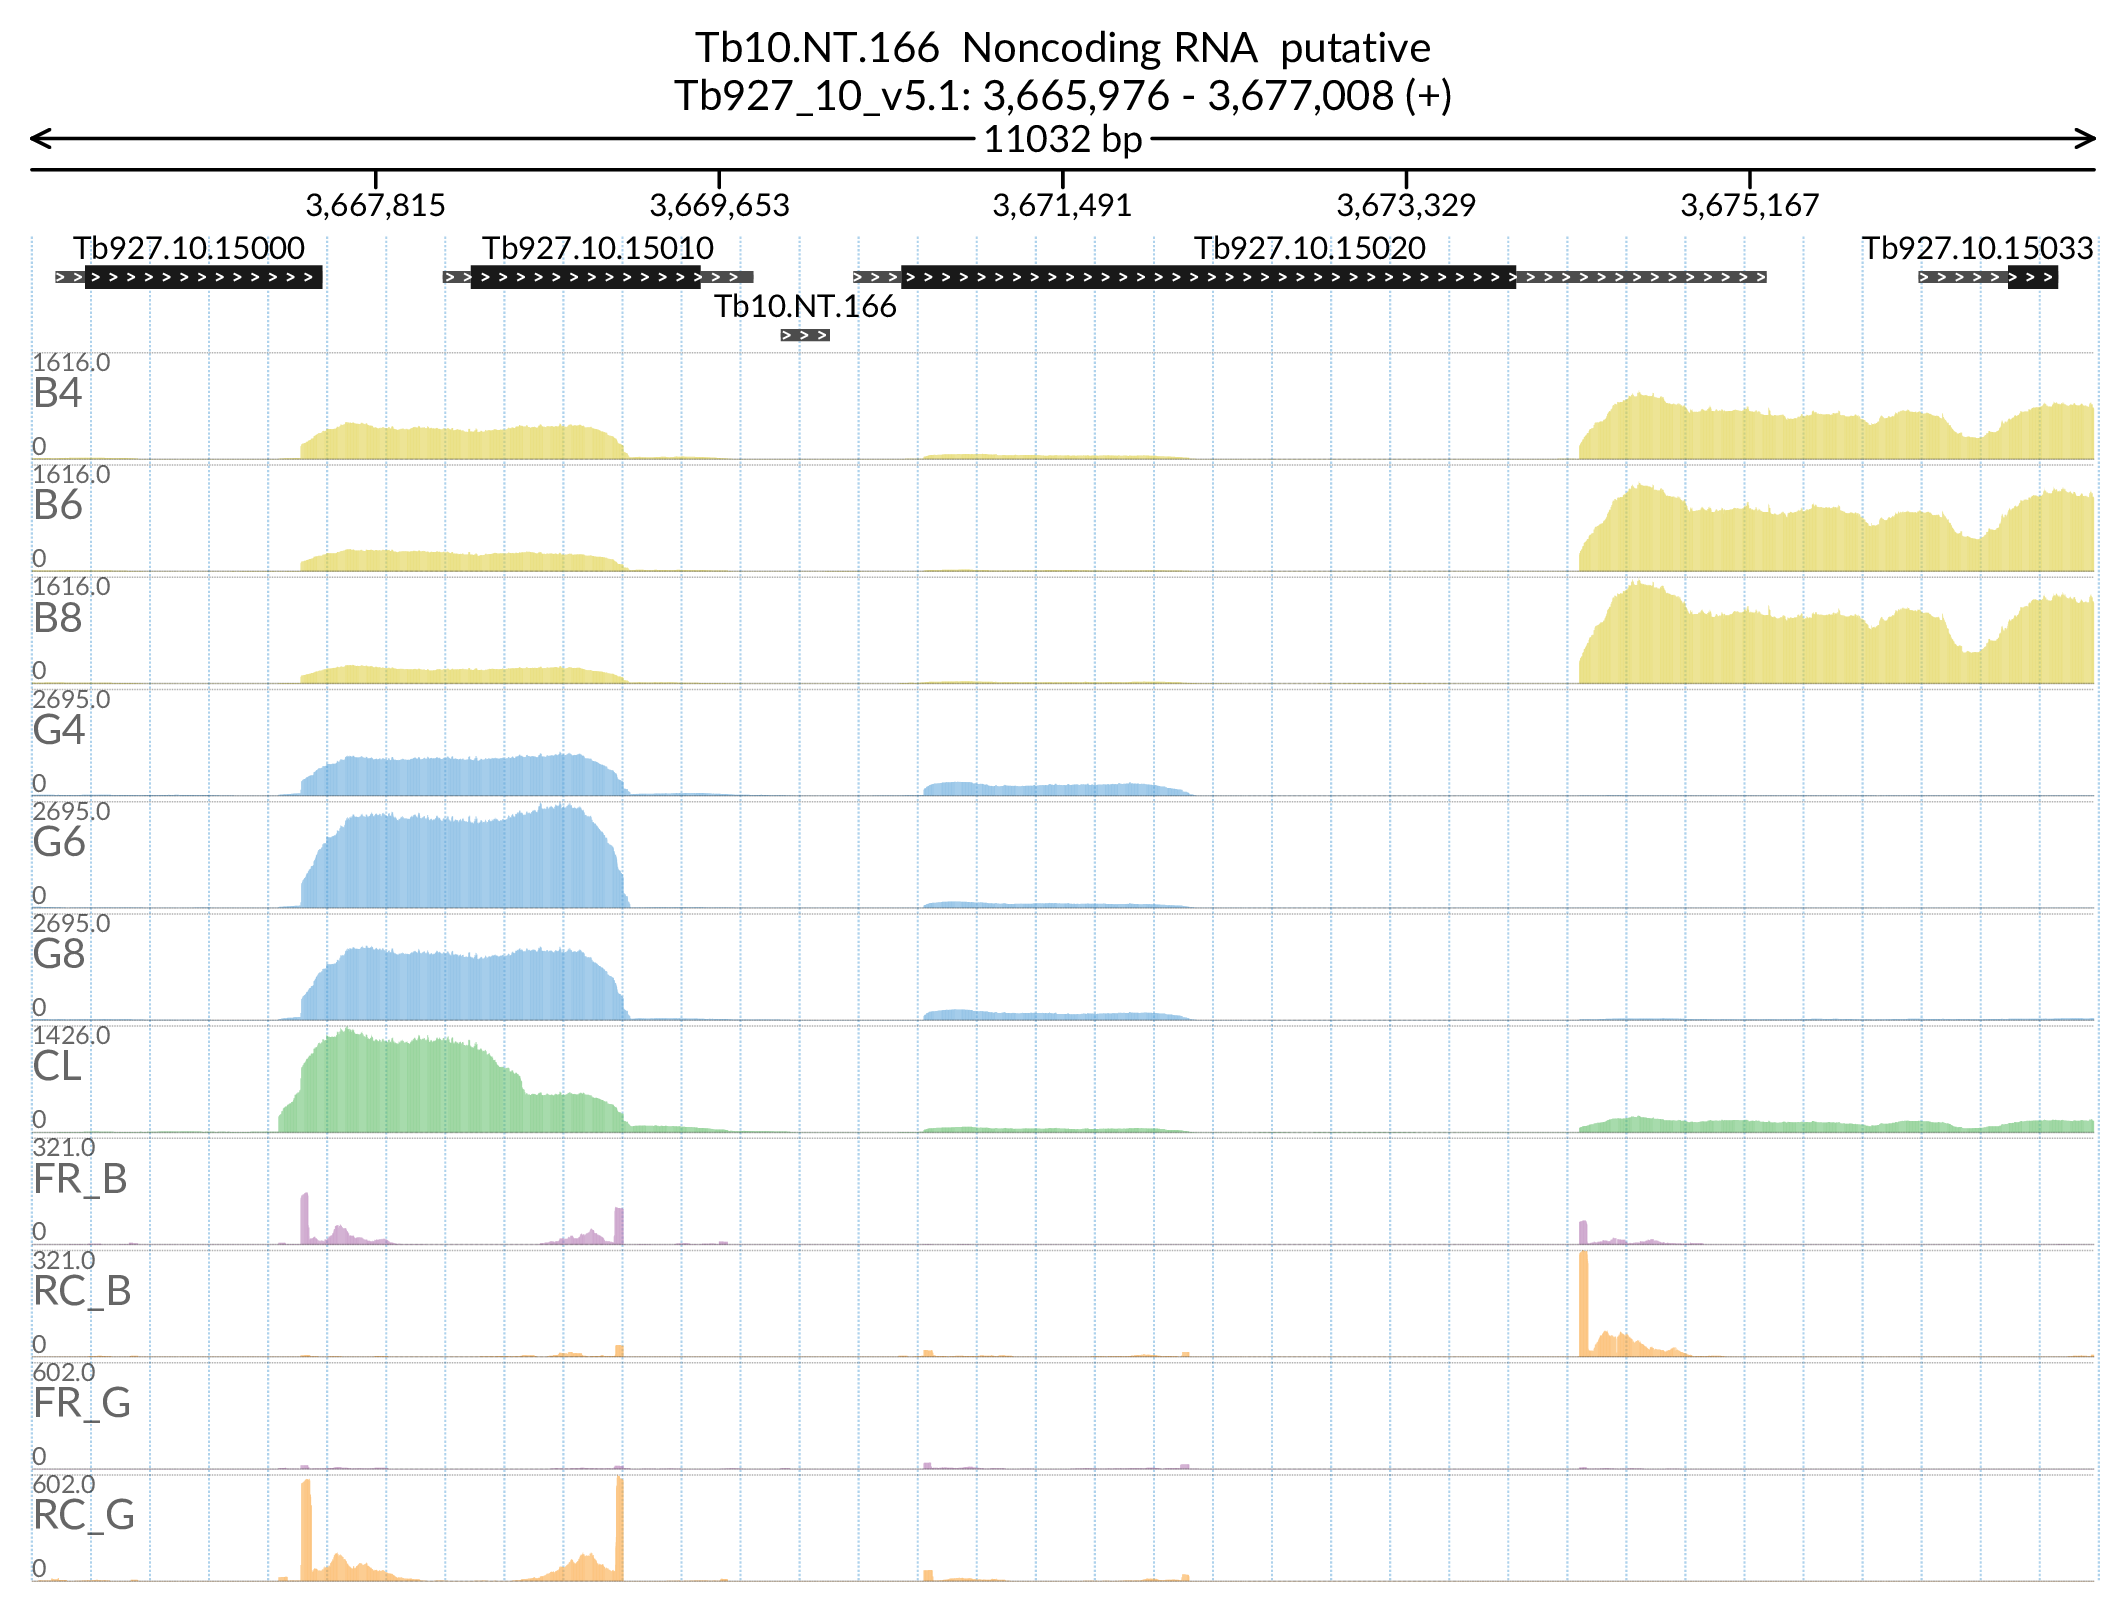 Tb10.NT.166 Noncoding RNA putative
Tb927_10_v5.1: 3,665,976 - 3,677,008 (+)
11032 bp
3,667,815 3,669,653 3,671,491 3,673,329 3,675,167
Tb927.10.15000 Tb927.10.15010 Tb927.10.15020 Tb927.10.15033
Tb10.NT.166
1616.0
B4
0
1616.0
B6
0
1616.0
B8
0
2695.0
G4
0
2695.0
G6
0
2695.0
G8
0
1426.0
CL
0
321.0
FR_B
0
321.0
RC_B
0
602.0
FR_G
0
602.0
RC_G
0